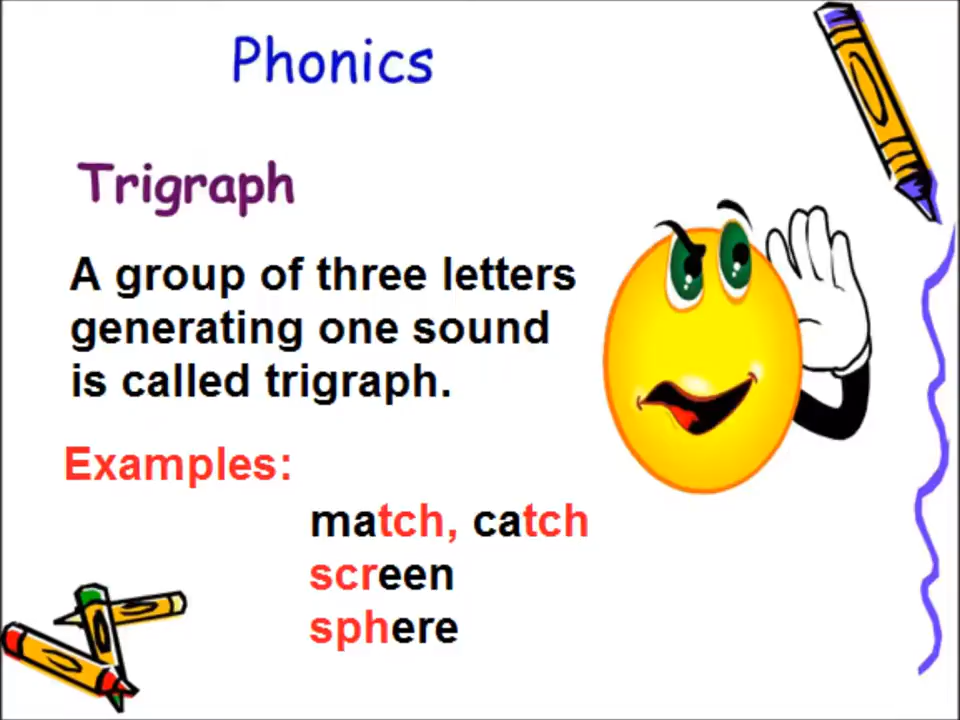 Phonics
Trigraph
A group of three letters
generating one sound
is called trigraph.
Examples:
match, catch
screen
sphere